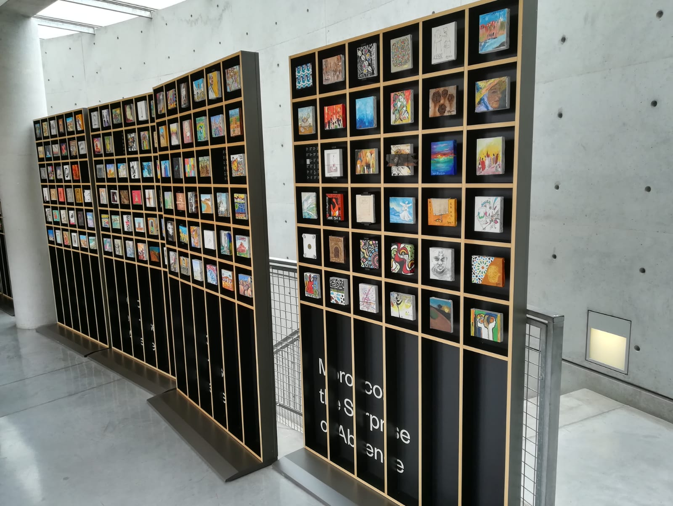 Morocco
the Surprise
of Absence